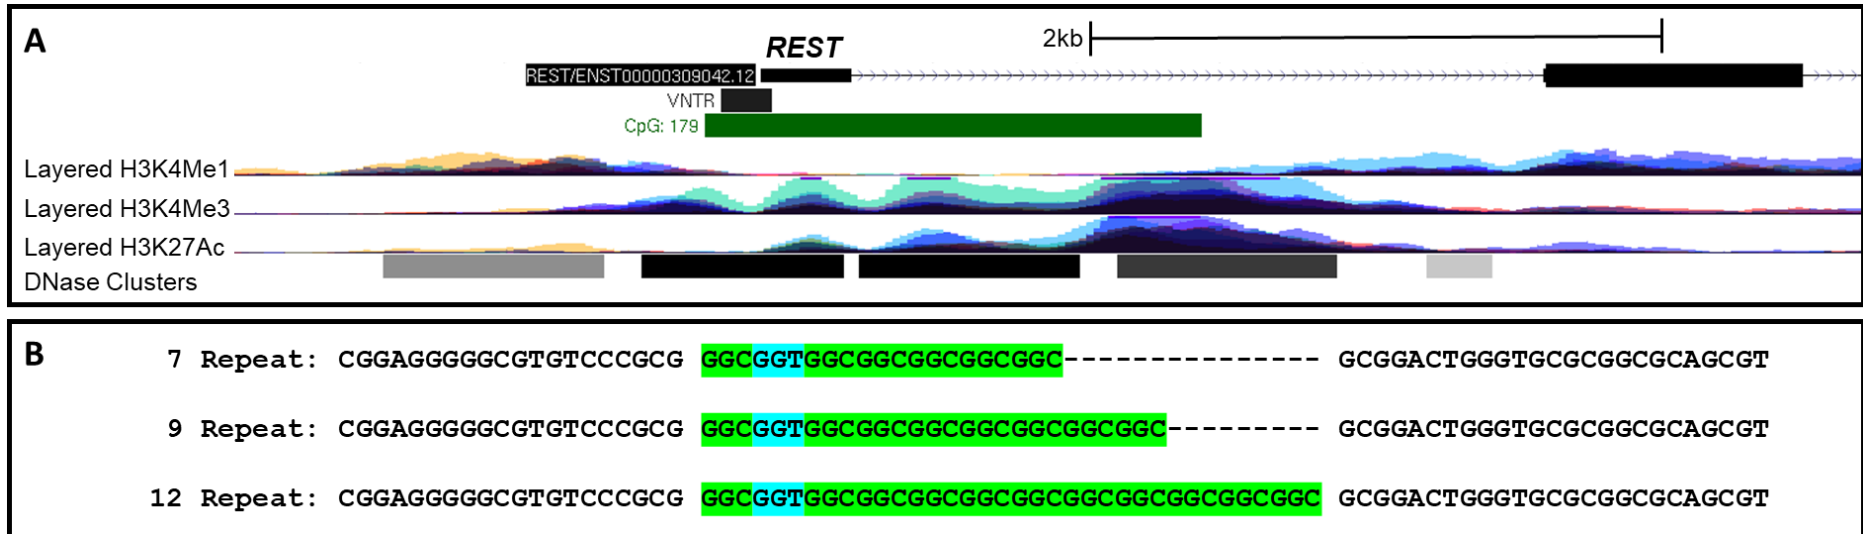 A
2kb
REST
REST/ENST00000309042.12
VNTR
CpG: 179
Layered H3K4Me1
Layered H3K4Me3
Layered H3K27Ac
DNase Clusters
B
7 Repeat: CGGAGGGGGCGTGTCCCGCG GGCGGTGGCGGCGGCGGCGGC--------------- GCGGACTGGGTGCGCGGCGCAGCGT
9 Repeat: CGGAGGGGGCGTGTCCCGCG GGCGGTGGCGGCGGCGGCGGCGGCGGC--------- GCGGACTGGGTGCGCGGCGCAGCGT
12 Repeat: CGGAGGGGGCGTGTCCCGCG GGCGGTGGCGGCGGCGGCGGCGGCGGCGGCGGCGGC GCGGACTGGGTGCGCGGCGCAGCGT